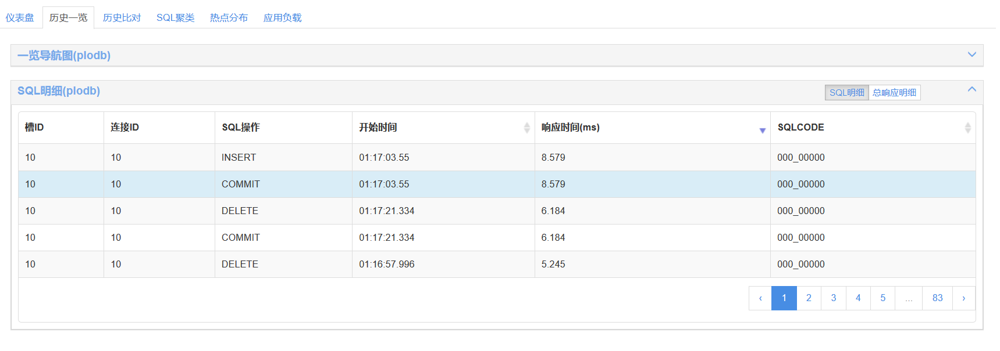 仪表盘 历史一览 历史比对 SQL聚类 热点分布 应用负载
一览导航图(plodb)
SQL明细(plodb) SQL明细 总响应明细
槽ID 连接ID SQL操作 开始时间 响应时间(ms) SQLCODE
10 10 INSERT 01:17:03.55 8.579 000_00000
10 10 COMMIT 01:17:03.55 8.579 000_00000
10 10 DELETE 01:17:21.334 6.184 000_00000
10 10 COMMIT 01:17:21.334 6.184 000_00000
10 10 DELETE 01:16:57.996 5.245 000_00000
‹ 1 2 3 4 5 ... 83 ›